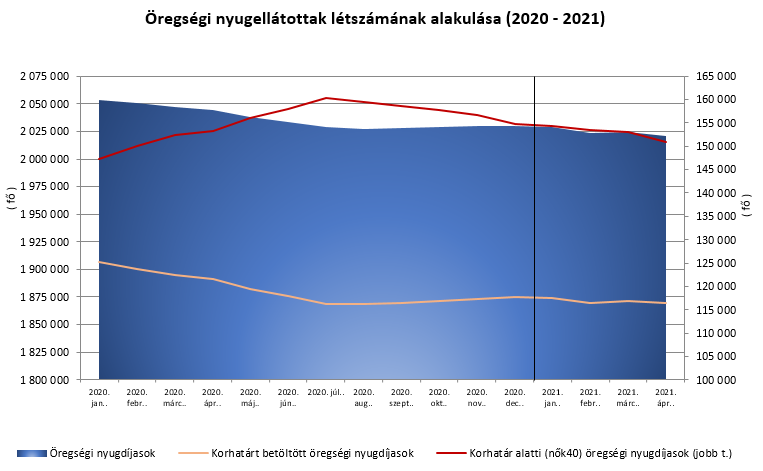 Öregségi nyugellátottak létszámának alakulása (2020 - 2021)
2 075 000
2 050 000
2 025 000
2 000 000
1 975 000
1 950 000
1 925 000
1 900 000
1 875 000
1 850 000
1 825 000
1 800 000
( fő )
165 000
160 000
155 000
150 000
145 000
140 000
135 000
130 000
125 000
120 000
115 000
110 000
105 000
100 000
( fő )
2020. jan..
2020. febr..
2020. márc..
2020. ápr..
2020. máj..
2020. jún..
2020. júl..
2020. aug..
2020. szept..
2020. okt..
2020. nov..
2020. dec..
2021. jan..
2021. febr..
2021. márc..
2021. ápr..
Öregségi nyugdíjasok
Korhatárt betöltött öregségi nyugdíjasok
Korhatár alatti (nők40) öregségi nyugdíjasok (jobb t.)